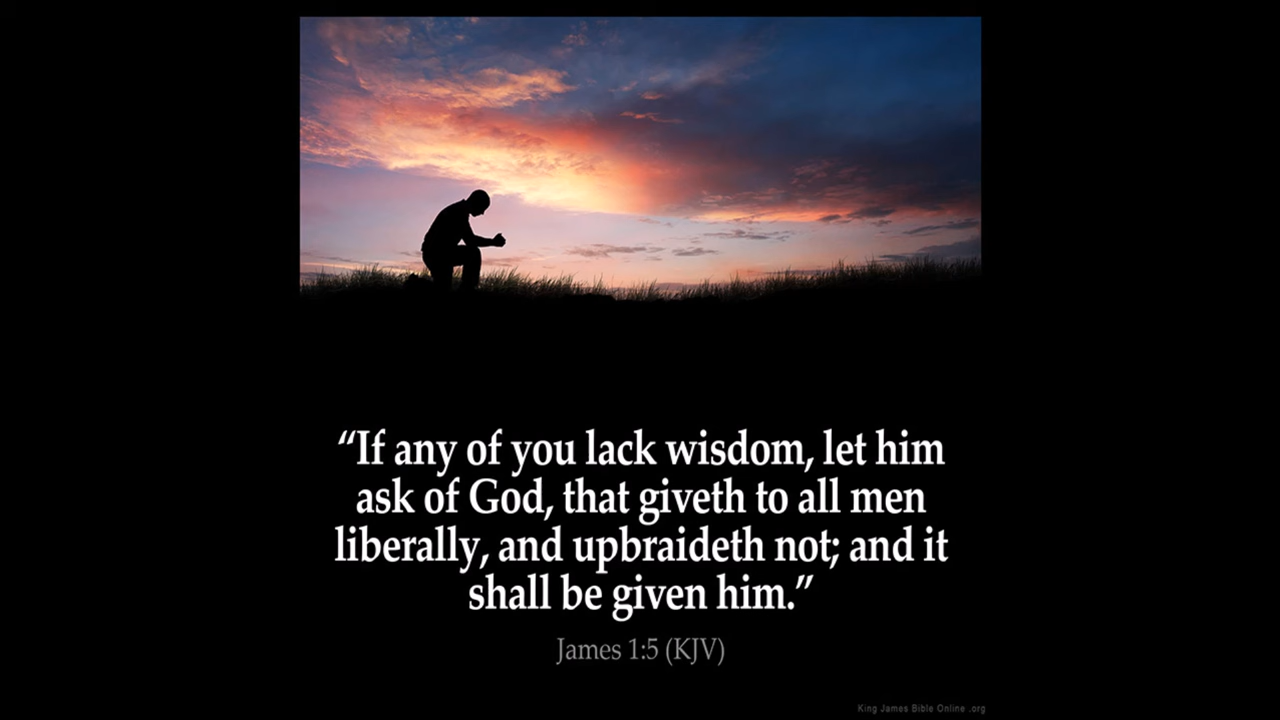 “If any of you lack wisdom, let him
ask of God, that giveth to all men
liberally, and upbraideth not; and it
shall be given him.”
James 1:5 (KJV)
King James Bible Online .org